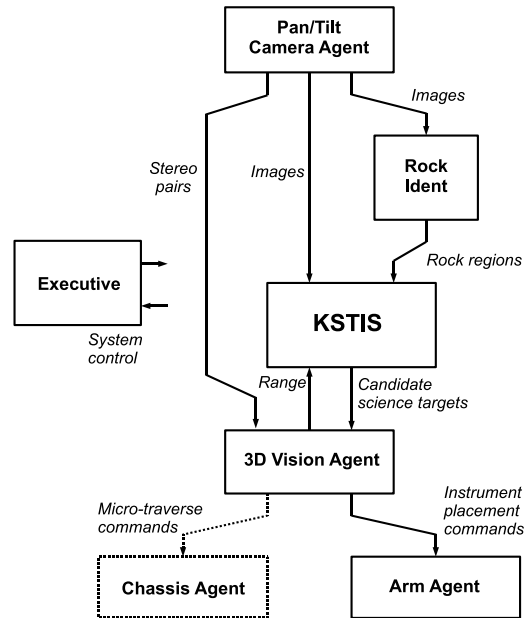 Pan/Tilt
Camera Agent
Images
Stereo
pairs
Images
Rock
Ident
Rock regions
Executive
KSTIS
System
control
Range
Candidate
science targets
3D Vision Agent
Micro-traverse
commands
Instrument
placement
commands
Chassis Agent
Arm Agent